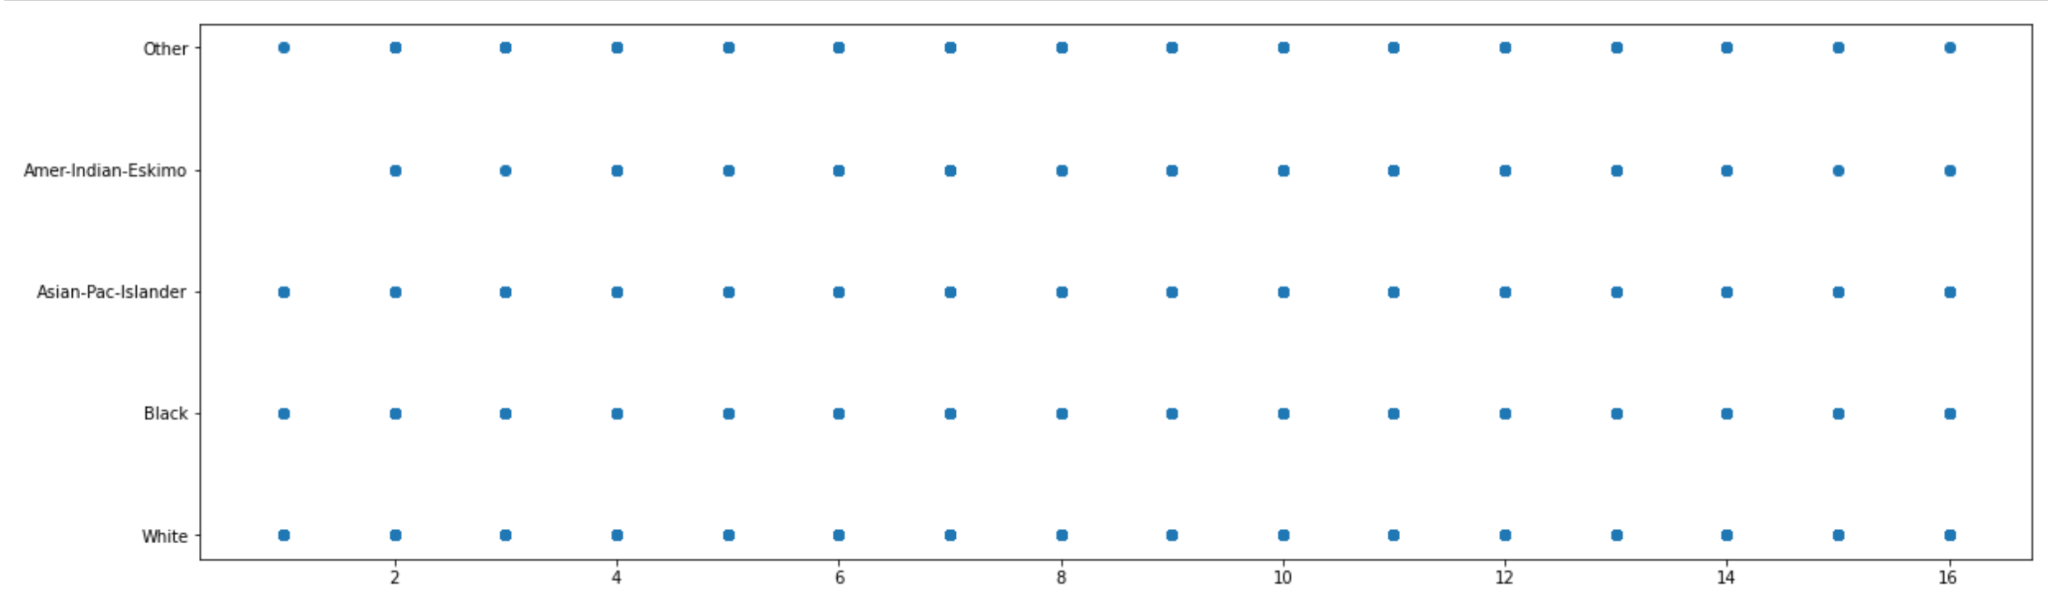 Other
Amer-Indian-Eskimo
Asian-Pac-Islander
Black
White
2 4 6 8 10 12 14 16